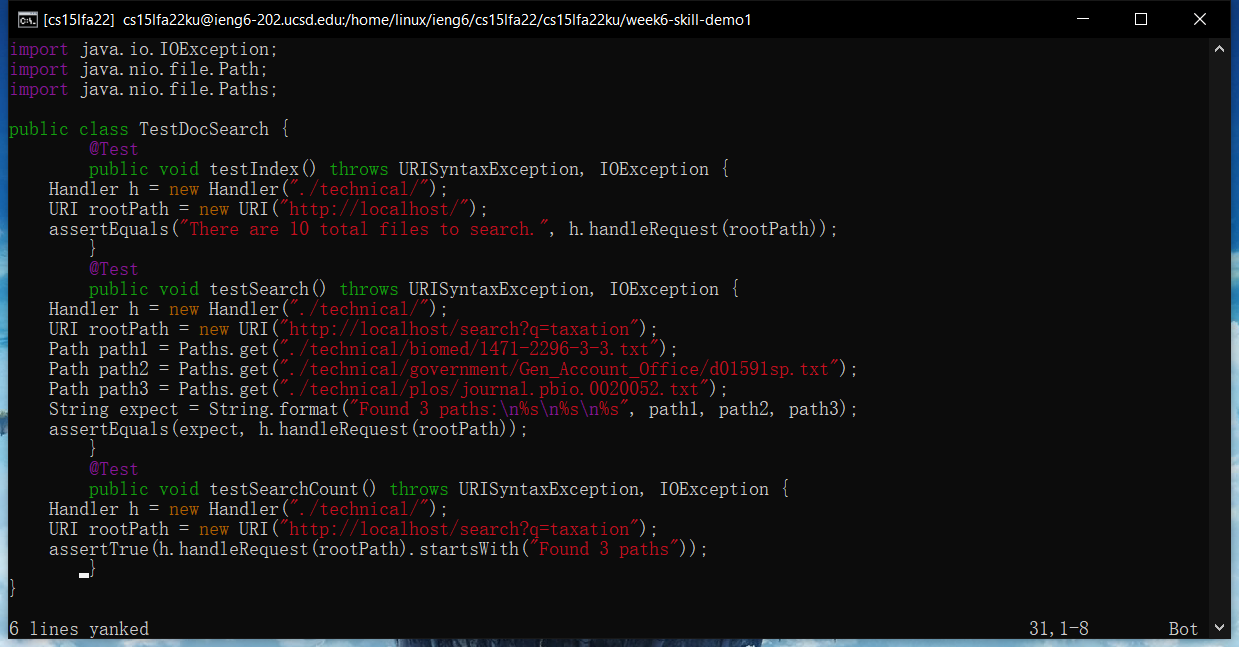 [cs15lfa22] cs15lfa22ku@ieng6-202.ucsd.edu:/home/linux/ieng6/cs15lfa22/cs15lfa22ku/week6-skill-demo1
import java.io.IOException;
import java.nio.file.Path;
import java.nio.file.Paths;
public class TestDocSearch {
@Test
public void testIndex() throws URISyntaxException, IOException {
Handler h = new Handler("./technical/");
URI rootPath = new URI("http://localhost/");
assertEquals("There are 10 total files to search.", h.handleRequest(rootPath));
}
@Test
public void testSearch() throws URISyntaxException, IOException {
Handler h = new Handler("./technical/");
URI rootPath = new URI("http://localhost/search?q=taxation");
Path path1 = Paths.get("./technical/biomed/1471-2296-3-3.txt");
Path path2 = Paths.get("./technical/government/Gen_Account_Office/d01591sp.txt");
Path path3 = Paths.get("./technical/plos/journal.pbio.0020052.txt");
String expect = String.format("Found 3 paths:\n%s\n%s\n%s", path1, path2, path3);
assertEquals(expect, h.handleRequest(rootPath));
}
@Test
public void testSearchCount() throws URISyntaxException, IOException {
Handler h = new Handler("./technical/");
URI rootPath = new URI("http://localhost/search?q=taxation");
assertTrue(h.handleRequest(rootPath).startsWith("Found 3 paths"));
}
}
6 lines yanked 31,1-8 Bot